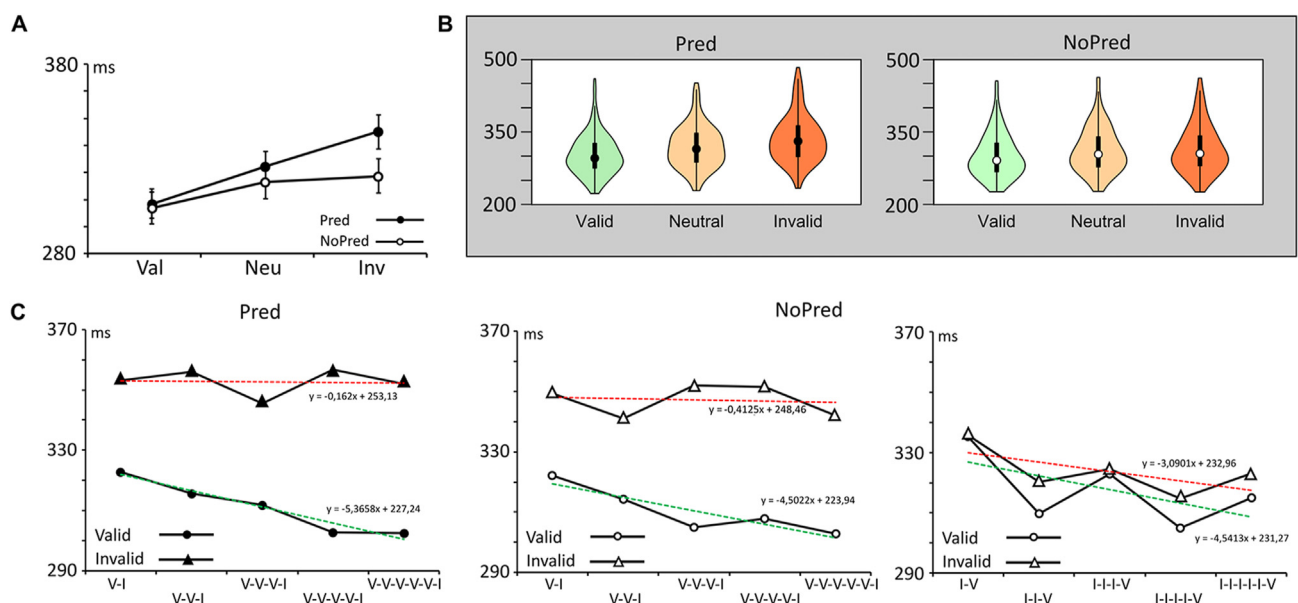 A
380
ms
280
Val
Neu
Inv
Pred
NoPred
B
Pred
NoPred
500
350
200
Valid
Neutral
Invalid
500
350
200
Valid
Neutral
Invalid
C
Pred
NoPred
370
ms
330
290
y = -0,162x + 253,13
y = -5,3658x + 227,24
Valid
Invalid
V-I
V-V-I
V-V-V-I
V-V-V-V-I
V-V-V-V-V-I
370
ms
330
290
y = -0,4125x + 248,46
y = -4,5022x + 223,94
Valid
Invalid
V-I
V-V-I
V-V-V-I
V-V-V-V-I
V-V-V-V-V-I
370
ms
330
290
y = -3,0901x + 232,96
y = -4,5413x + 231,27
Valid
Invalid
I-V
I-I-V
I-I-I-V
I-I-I-I-V
I-I-I-I-I-V